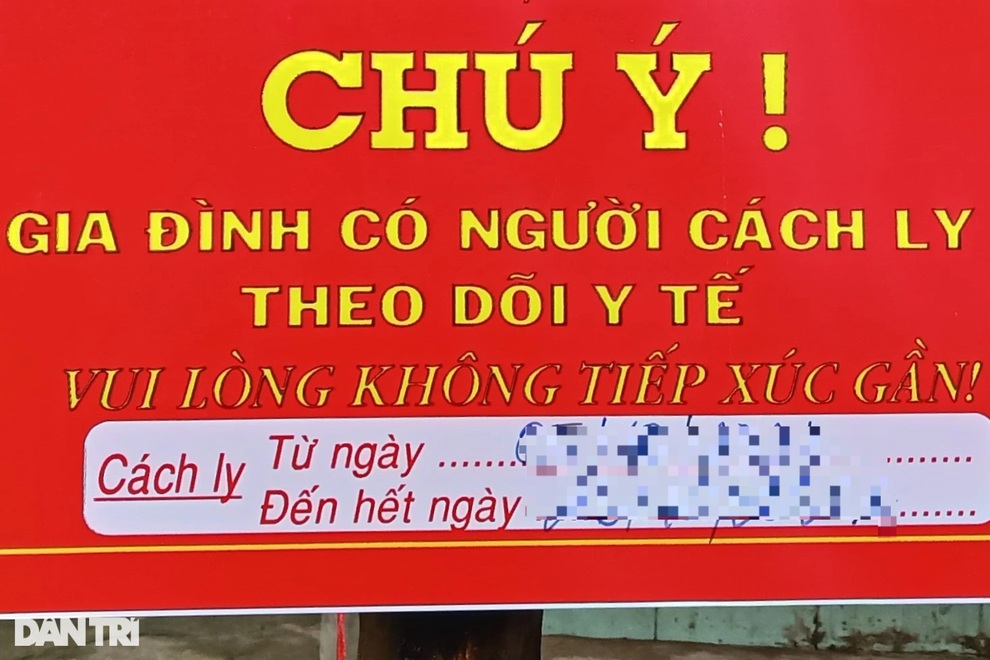 CHÚ Ý !
GIA ĐÌNH CÓ NGƯỜI CÁCH LY
THEO DÕI Y TẾ
VUI LÒNG KHÔNG TIẾP XÚC GẦN!
Cách ly
Từ ngày
Đến hết ngày
DÂN TRÍ